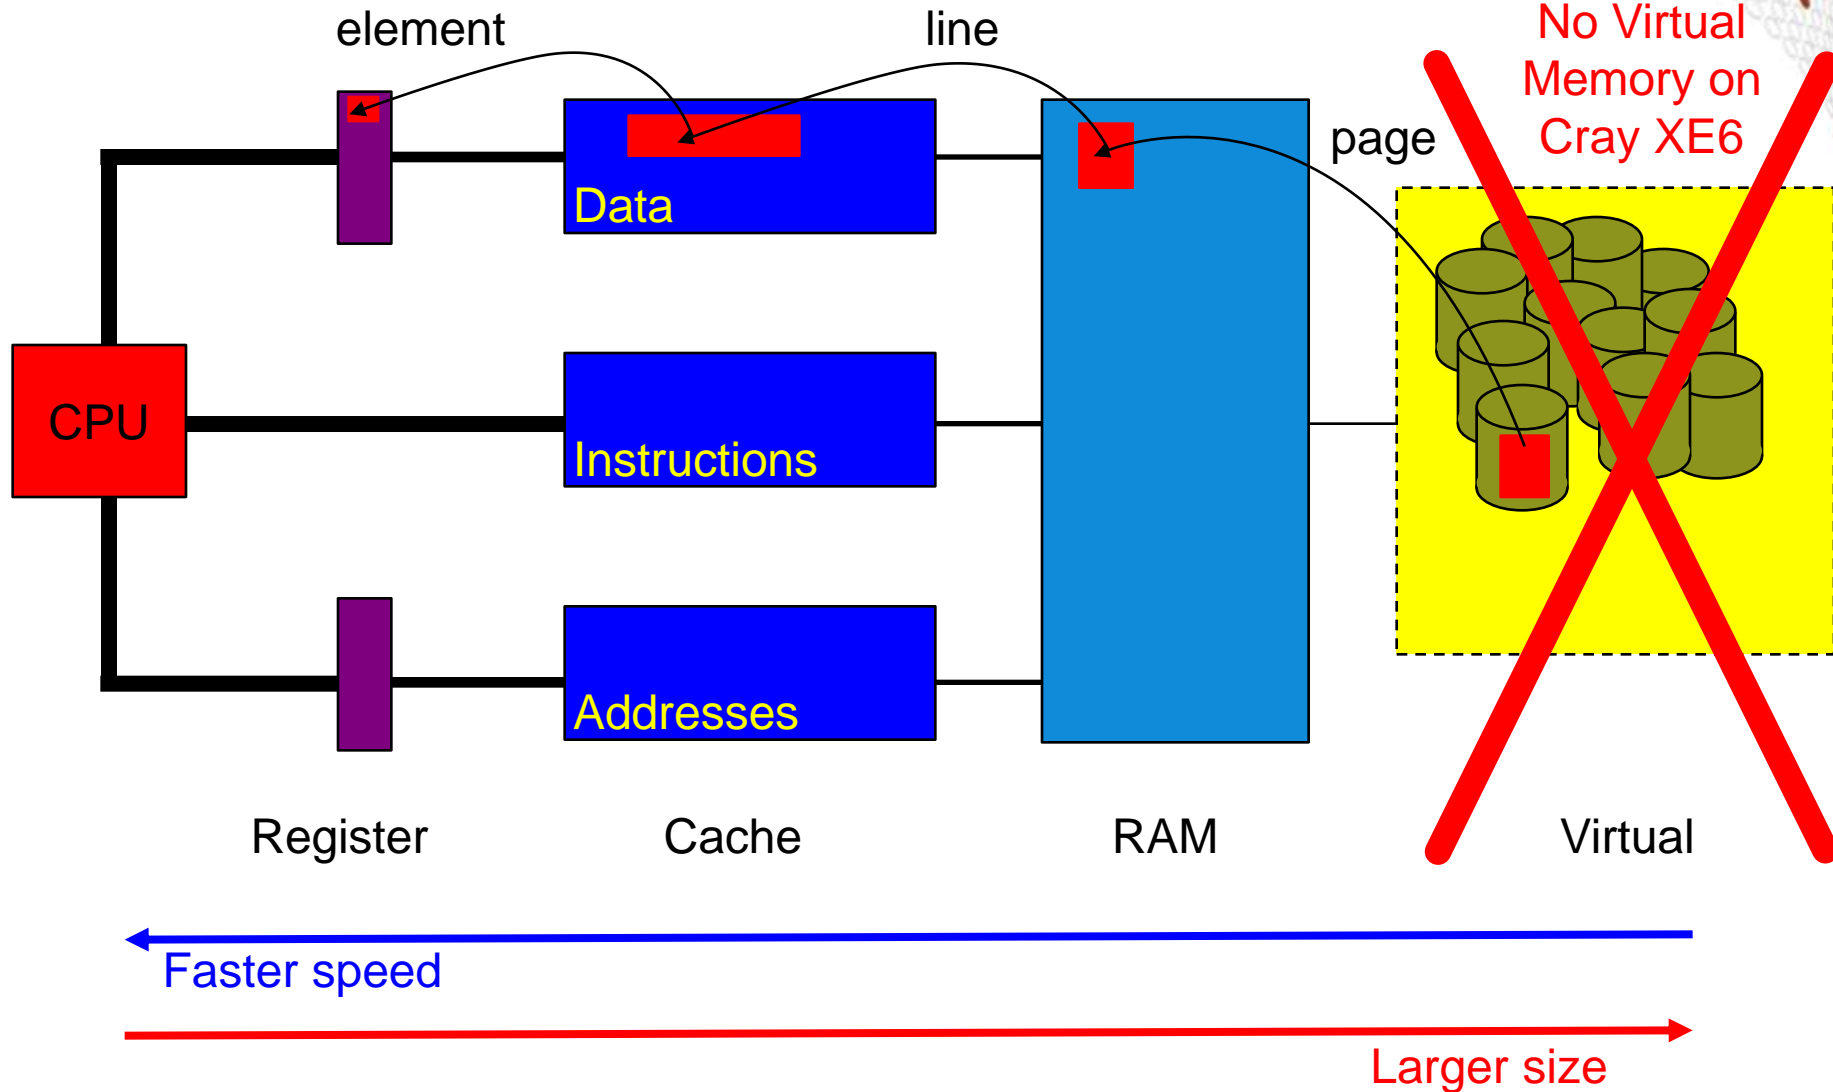 element
line
No Virtual
Memory on
Cray XE6
page
Data
CPU
Instructions
Addresses
Register
Cache
RAM
Virtual
Faster speed
Larger size